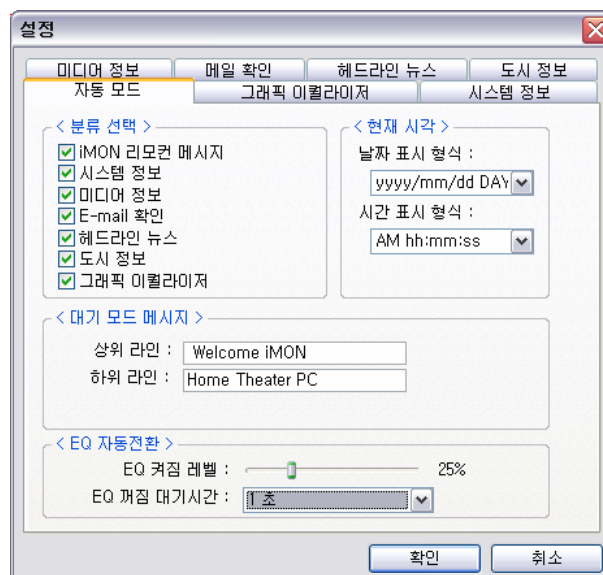 설정
미디어 정보
메일 확인
헤드라인 뉴스
도시 정보
자동 모드
그래픽 이퀄라이저
시스템 정보
< 분류 선택 >
iMON 리모컨 메시지
시스템 정보
미디어 정보
E-mail 확인
헤드라인 뉴스
도시 정보
그래픽 이퀄라이저
< 현재 시각 >
날짜 표시 형식 :
yyyy/mm/dd DAY
시간 표시 형식 :
AM hh:mm:ss
< 대기 모드 메시지 >
상위 라인 : Welcome iMON
하위 라인 : Home Theater PC
< EQ 자동전환 >
EQ 켜짐 레벨 : 25%
EQ 꺼짐 대기시간 : 1 초
확인
취소